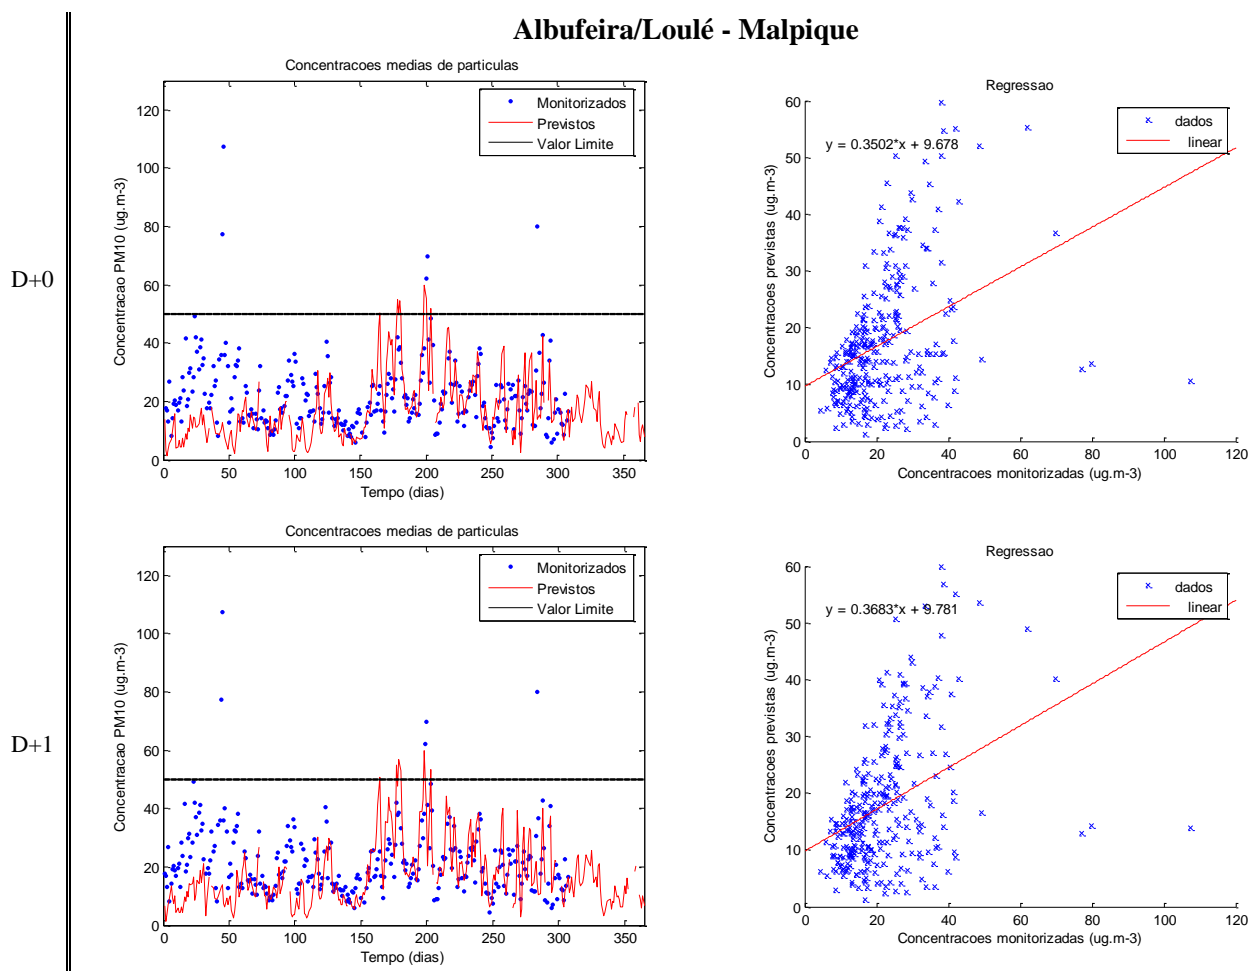 Albufeira/Loulé - Malpique
D+0
Concentracoes medias de particulas
Monitorizados
Previstos
Valor Limite
Concentracao PM10 (ug.m-3)
120
100
80
60
40
20
0
0 50 100 150 200 250 300 350
Tempo (dias)
Regressao
dados
linear
y = 0.3502*x + 9.678
Concentracoes previstas (ug.m-3)
60
50
40
30
20
10
0
0 20 40 60 80 100 120
Concentracoes monitorizadas (ug.m-3)
D+1
Concentracoes medias de particulas
Monitorizados
Previstos
Valor Limite
Concentracao PM10 (ug.m-3)
120
100
80
60
40
20
0
0 50 100 150 200 250 300 350
Tempo (dias)
Regressao
dados
linear
y = 0.3683*x + 9.781
Concentracoes previstas (ug.m-3)
60
50
40
30
20
10
0
0 20 40 60 80 100 120
Concentracoes monitorizadas (ug.m-3)